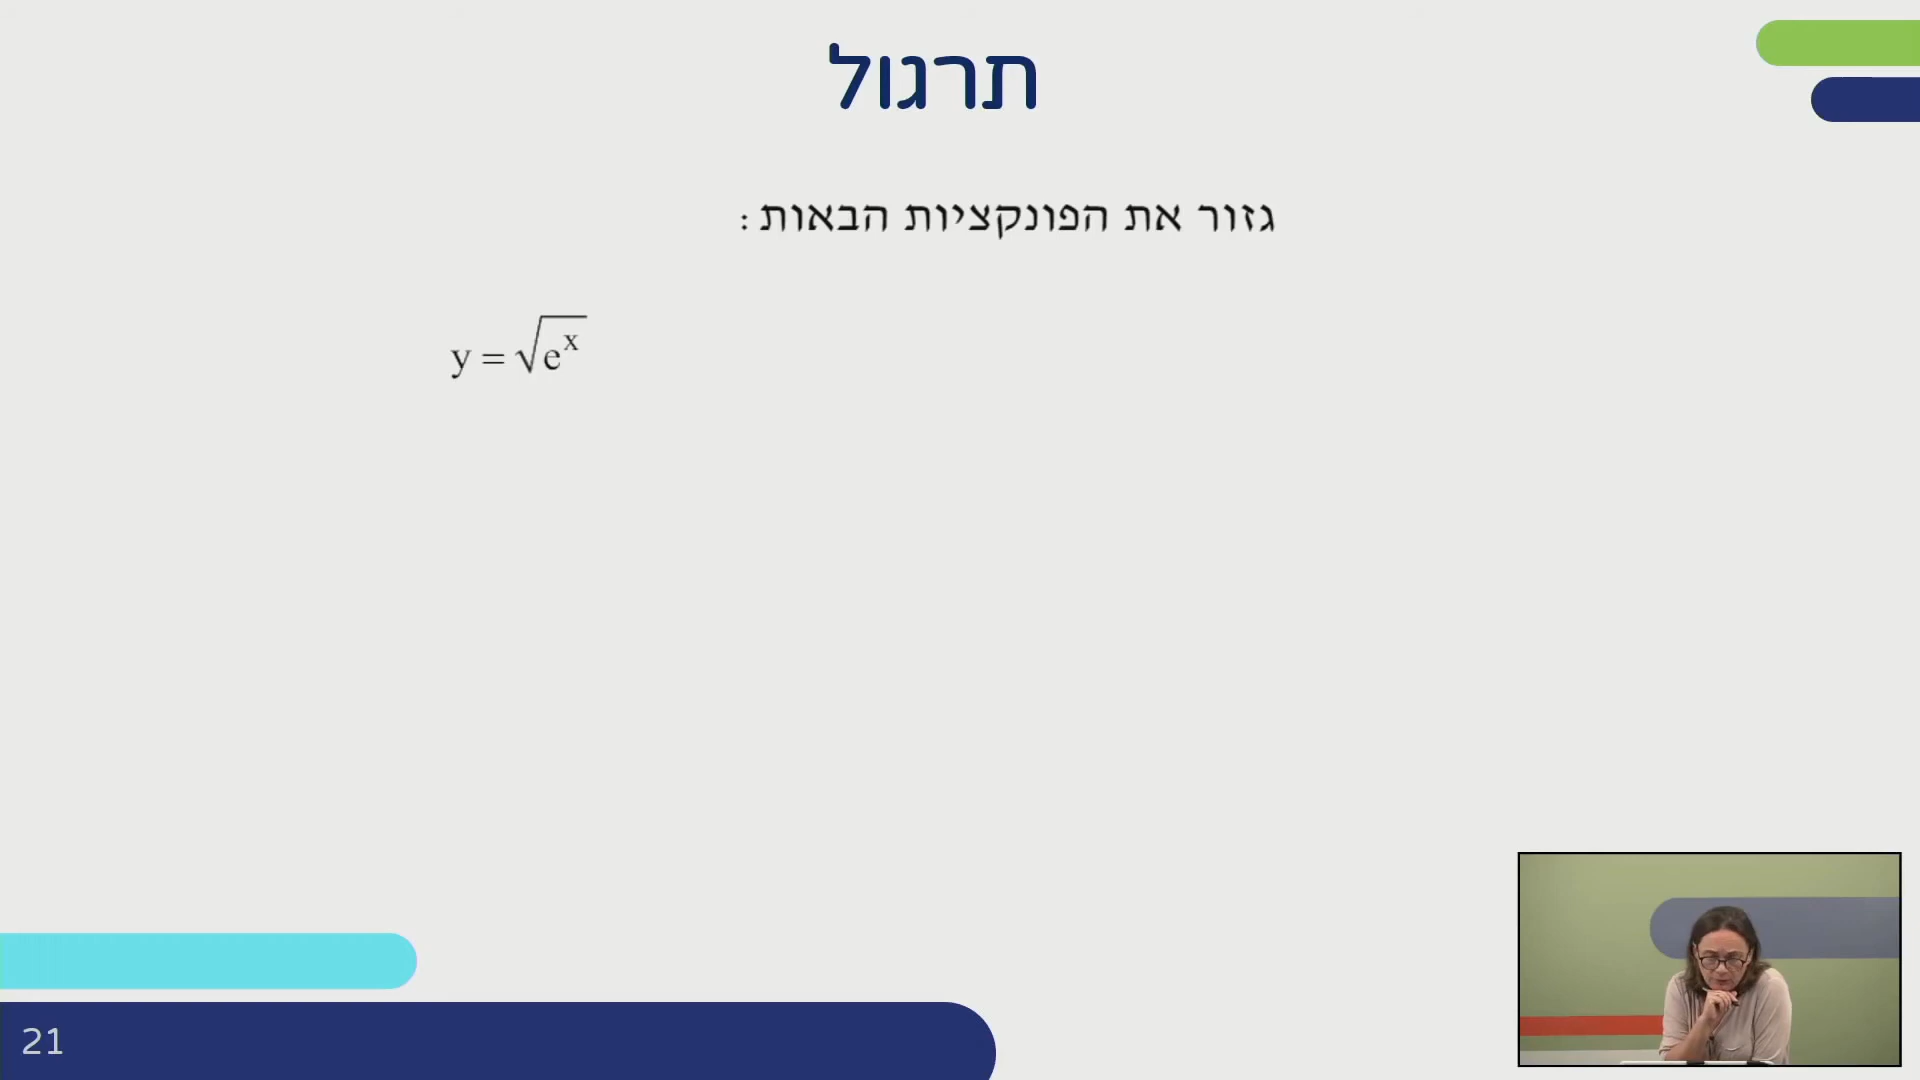 תרגול
גזור את הפונקציות הבאות:
y = √eˣ
21